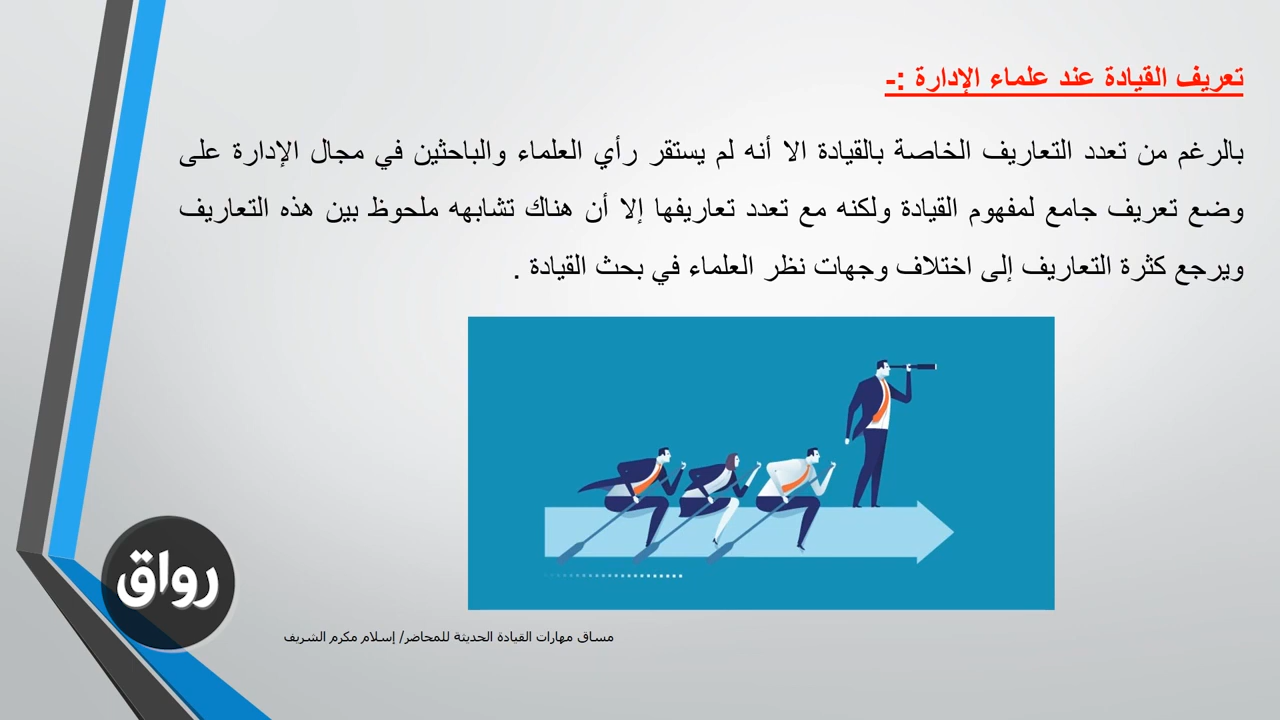 تعريف القيادة عند علماء الإدارة :-
بالرغم من تعدد التعاريف الخاصة بالقيادة الا أنه لم يستقر رأي العلماء والباحثين في مجال الإدارة على
وضع تعريف جامع لمفهوم القيادة ولكنه مع تعدد تعاريفها إلا أن هناك تشابهه ملحوظ بين هذه التعاريف
ويرجع كثرة التعاريف إلى اختلاف وجهات نظر العلماء في بحث القيادة .
رواق
مساق مهارات القيادة الحديثة للمحاضر/ إسلام مكرم الشريف